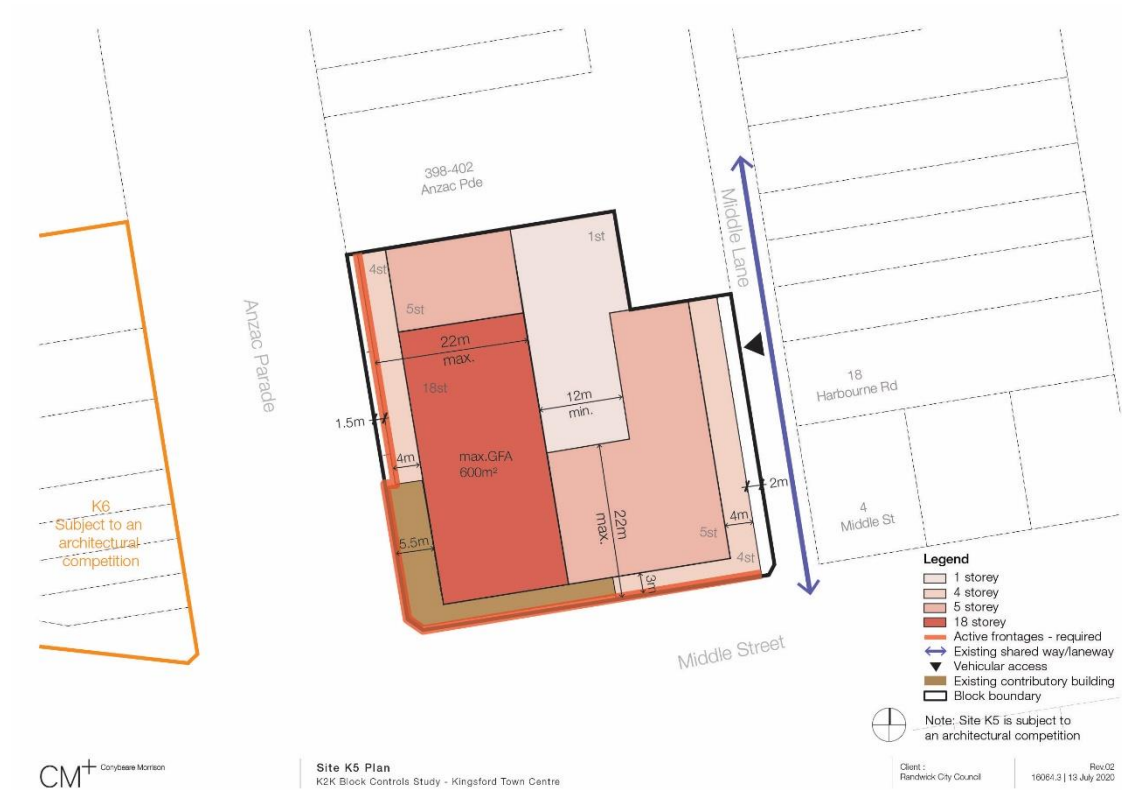 398-402
Anzac Pde
Middle Lane
1st
4st
5st
Anzac Parade
22m
max.
18st
12m
min.
18
Harbourne Rd
1.5m
max.GFA
600m²
4m
2m
K6
Subject to an
architectural
competition
4
Middle St
22m
max.
4m
5.5m
5st
4st
3m
Middle Street
Legend
1 storey
4 storey
5 storey
18 storey
Active frontages - required
Existing shared way/laneway
Vehicular access
Existing contributory building
Block boundary
Note: Site K5 is subject to
an architectural competition
CM+ Conybeare Morrison
Site K5 Plan
K2K Block Controls Study - Kingsford Town Centre
Client :
Randwick City Council
Rev.02
16064.3 | 13 July 2020